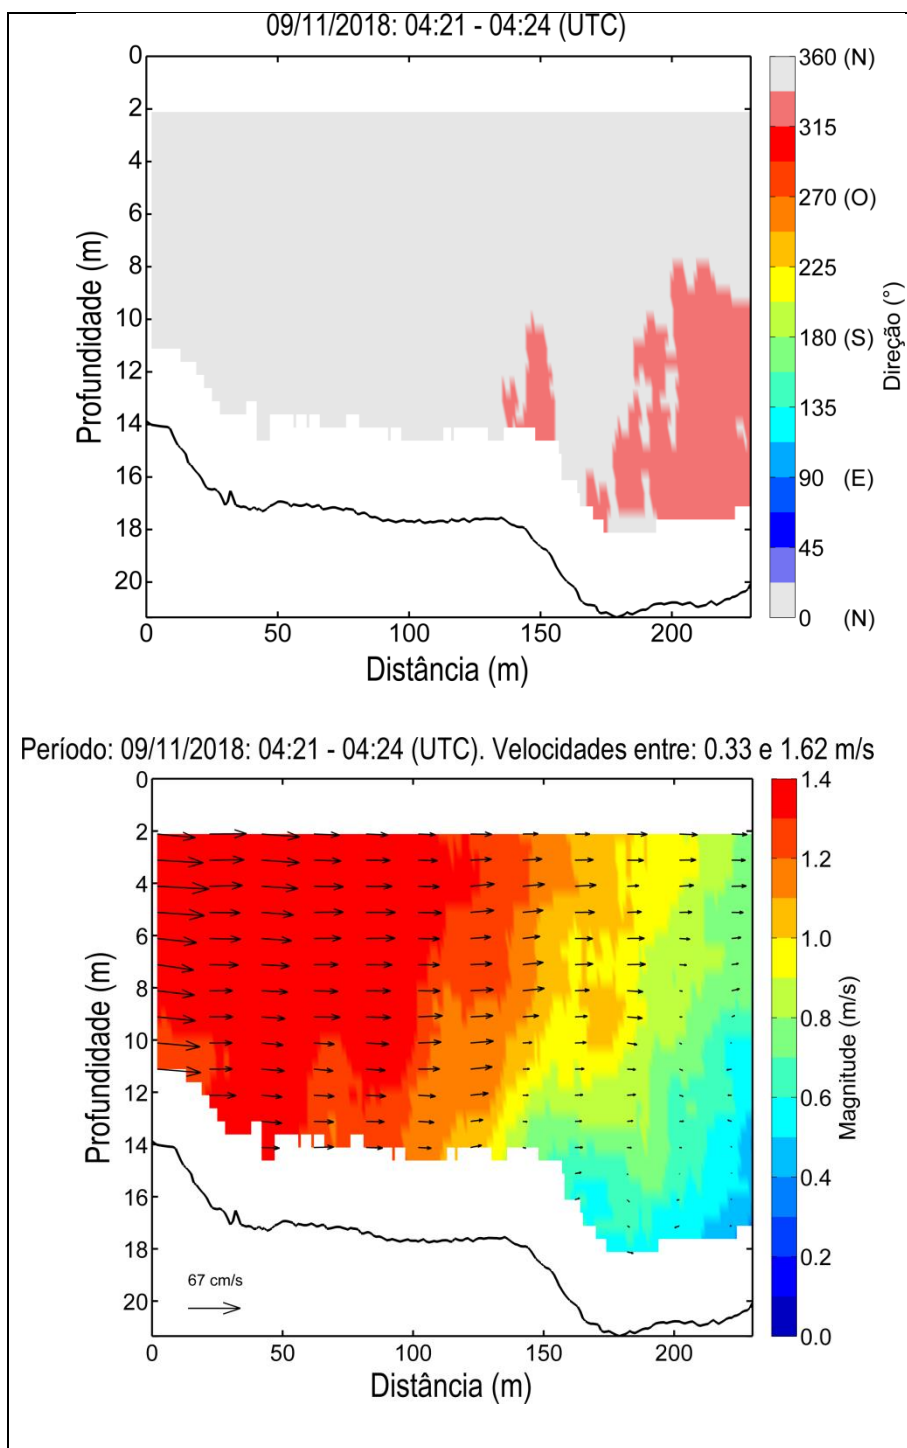 09/11/2018: 04:21 - 04:24 (UTC)
0
2
4
6
8
10
12
14
16
18
20
Profundidade (m)
0 50 100 150 200
Distância (m)
360 (N)
315
270 (O)
225
180 (S)
135
90 (E)
45
0 (N)
Direção (°)
Período: 09/11/2018: 04:21 - 04:24 (UTC). Velocidades entre: 0.33 e 1.62 m/s
0
2
4
6
8
10
12
14
16
18
20
Profundidade (m)
67 cm/s
0 50 100 150 200
Distância (m)
1.4
1.2
1.0
0.8
0.6
0.4
0.2
0.0
Magnitude (m/s)